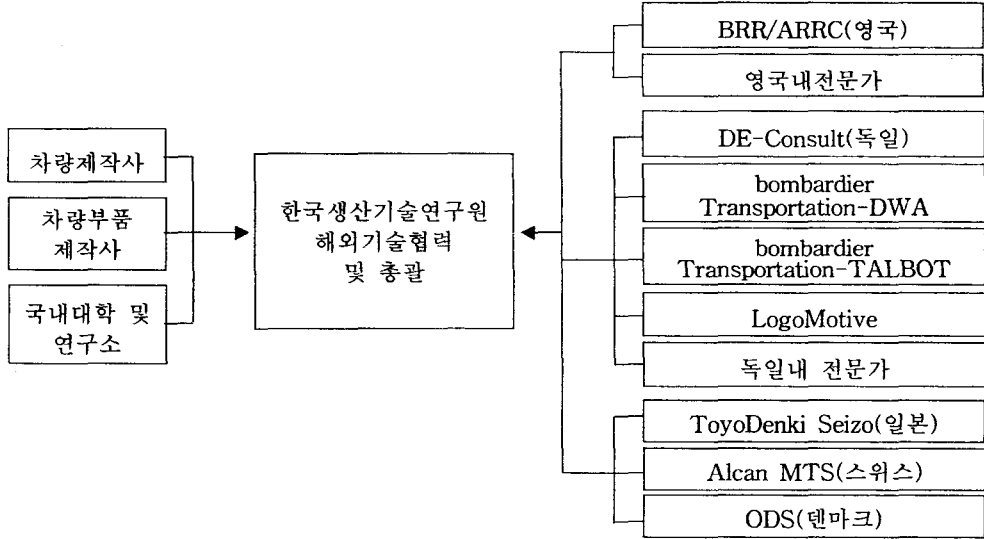 차량제작사
차량부품
제작사
국내대학 및
연구소
한국생산기술연구원
해외기술협력
및 총괄
BRR/ARRC(영국)
영국내전문가
DE-Consult(독일)
bombardier
Transportation-DWA
bombardier
Transportation-TALBOT
LogoMotive
독일내 전문가
ToyoDenki Seizo(일본)
Alcan MTS(스위스)
ODS(덴마크)